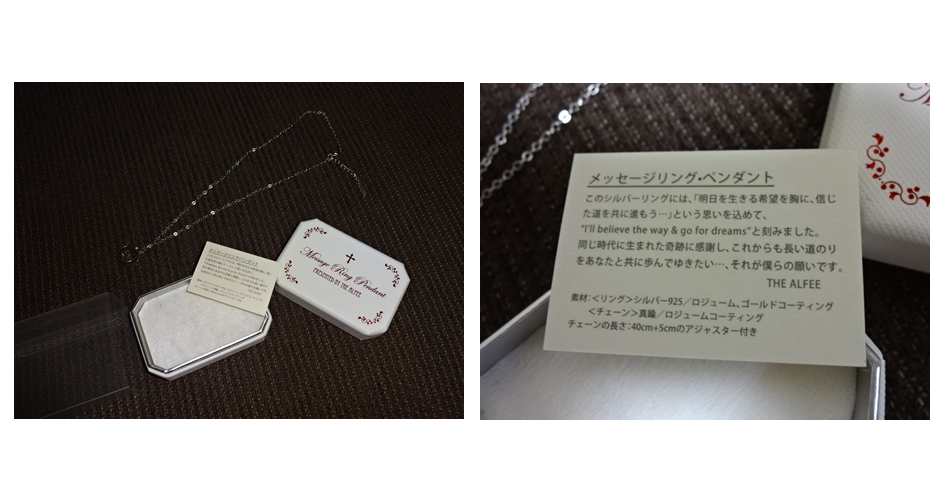 Message Ring Pendant
PRESENTED BY THE ALFEE
メッセージリング・ペンダント
このシルバーリングには、「明日を生きる希望を胸に、信じ
た道を共に進もう…」という思いを込めて、
"I'll believe the way & go for dreams"と刻みました。
同じ時代に生まれた奇跡に感謝し、これからも長い道のり
をあなたと共に歩んでゆきたい…、それが僕らの願いです。
THE ALFEE
素材：＜リング＞シルバー925／ロジューム、ゴールドコーティング
＜チェーン＞真鍮／ロジュームコーティング
チェーンの長さ：40cm+5cmのアジャスター付き